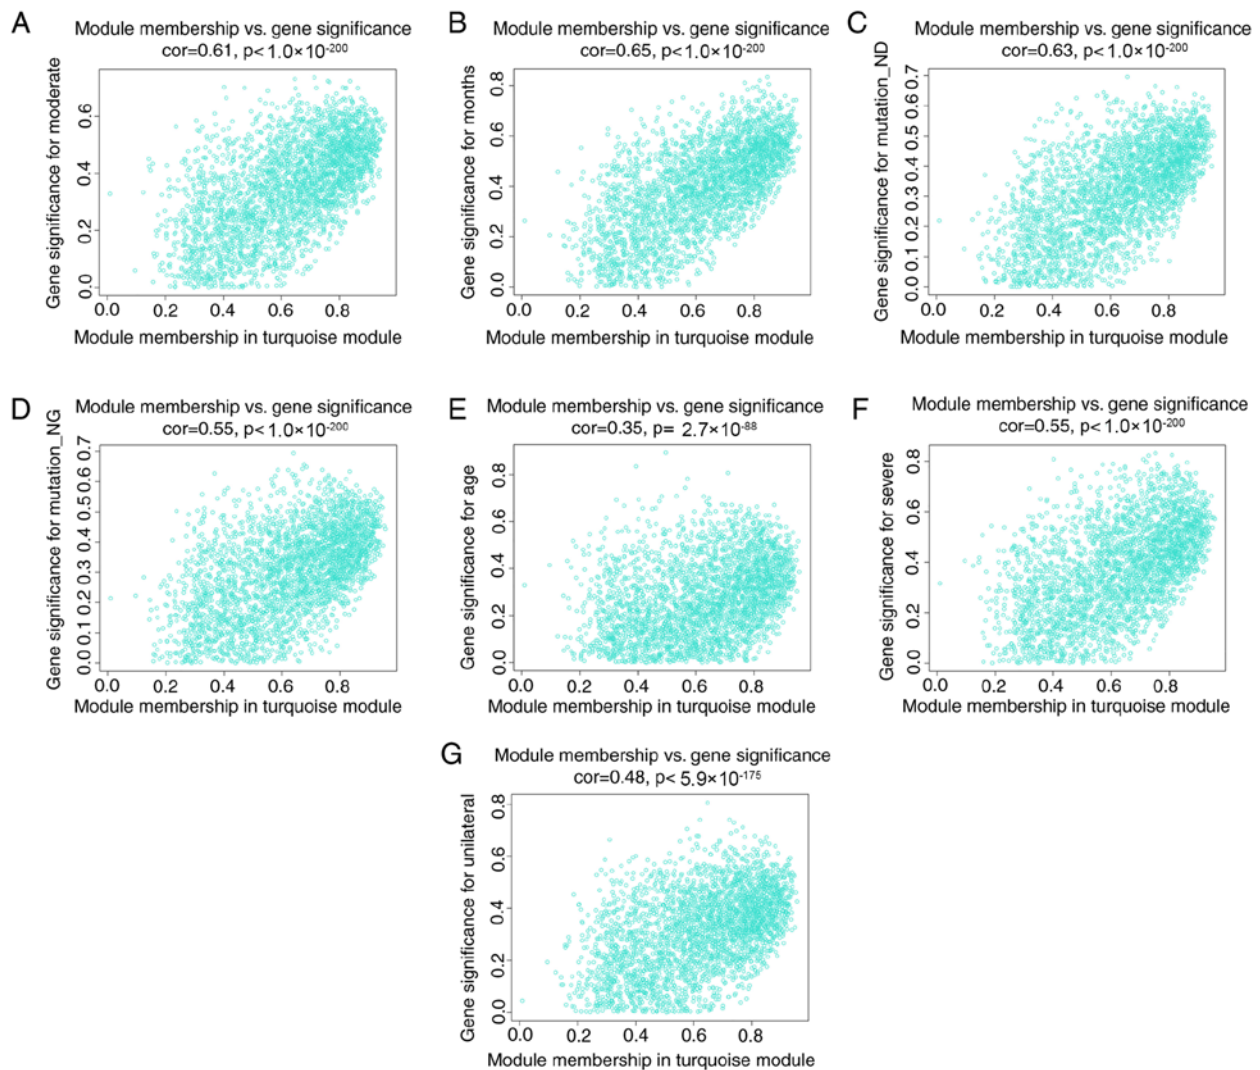 A
Module membership vs. gene significance
cor=0.61, p<1.0×10⁻²⁰⁰
Gene significance for moderate
0.6
0.4
0.2
0.0
0.0 0.2 0.4 0.6 0.8
Module membership in turquoise module
B
Module membership vs. gene significance
cor=0.65, p<1.0×10⁻²⁰⁰
Gene significance for months
0.8
0.6
0.4
0.2
0.0
0.0 0.2 0.4 0.6 0.8
Module membership in turquoise module
C
Module membership vs. gene significance
cor=0.63, p<1.0×10⁻²⁰⁰
Gene significance for mutation_ND
0.7
0.6
0.5
0.4
0.3
0.2
0.1
0.0
0.0 0.2 0.4 0.6 0.8
Module membership in turquoise module
D
Module membership vs. gene significance
cor=0.55, p<1.0×10⁻²⁰⁰
Gene significance for mutation_NG
0.7
0.6
0.5
0.4
0.3
0.2
0.1
0.0
0.0 0.2 0.4 0.6 0.8
Module membership in turquoise module
E
Module membership vs. gene significance
cor=0.35, p= 2.7×10⁻⁸⁸
Gene significance for age
0.8
0.6
0.4
0.2
0.0
0.0 0.2 0.4 0.6 0.8
Module membership in turquoise module
F
Module membership vs. gene significance
cor=0.55, p<1.0×10⁻²⁰⁰
Gene significance for severe
0.8
0.6
0.4
0.2
0.0
0.0 0.2 0.4 0.6 0.8
Module membership in turquoise module
G
Module membership vs. gene significance
cor=0.48, p< 5.9×10⁻¹⁷⁵
Gene significance for unilateral
0.8
0.6
0.4
0.2
0.0
0.0 0.2 0.4 0.6 0.8
Module membership in turquoise module